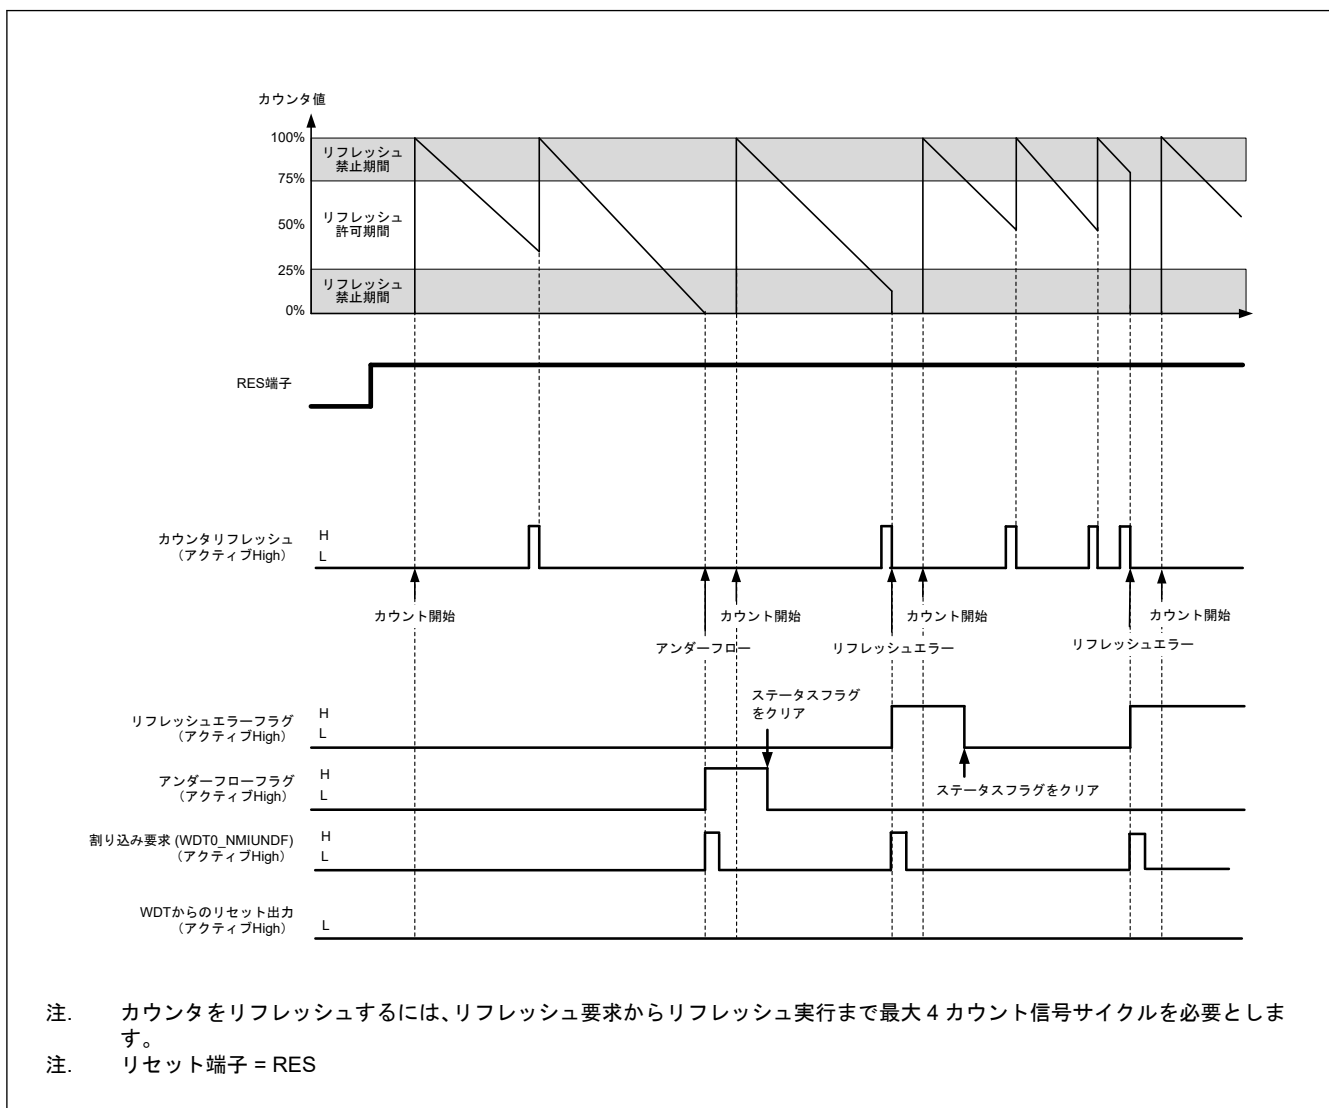 カウンタ値
100%
リフレッシュ
禁止期間
75%
リフレッシュ
許可期間
50%
25%
リフレッシュ
禁止期間
0%
RES端子
カウンタリフレッシュ
(アクティブHigh)
H
L
カウント開始
カウント開始
カウント開始
カウント開始
アンダーフロー
リフレッシュエラー
リフレッシュエラー
ステータスフラグ
をクリア
リフレッシュエラーフラグ
(アクティブHigh)
H
L
ステータスフラグをクリア
アンダーフローフラグ
(アクティブHigh)
H
L
割り込み要求 (WDT0_NMIUNDF)
(アクティブHigh)
H
L
WDTからのリセット出力
(アクティブHigh)
L
注. カウンタをリフレッシュするには、リフレッシュ要求からリフレッシュ実行まで最大 4 カウント信号サイクルを必要としま
す。
注. リセット端子 = RES